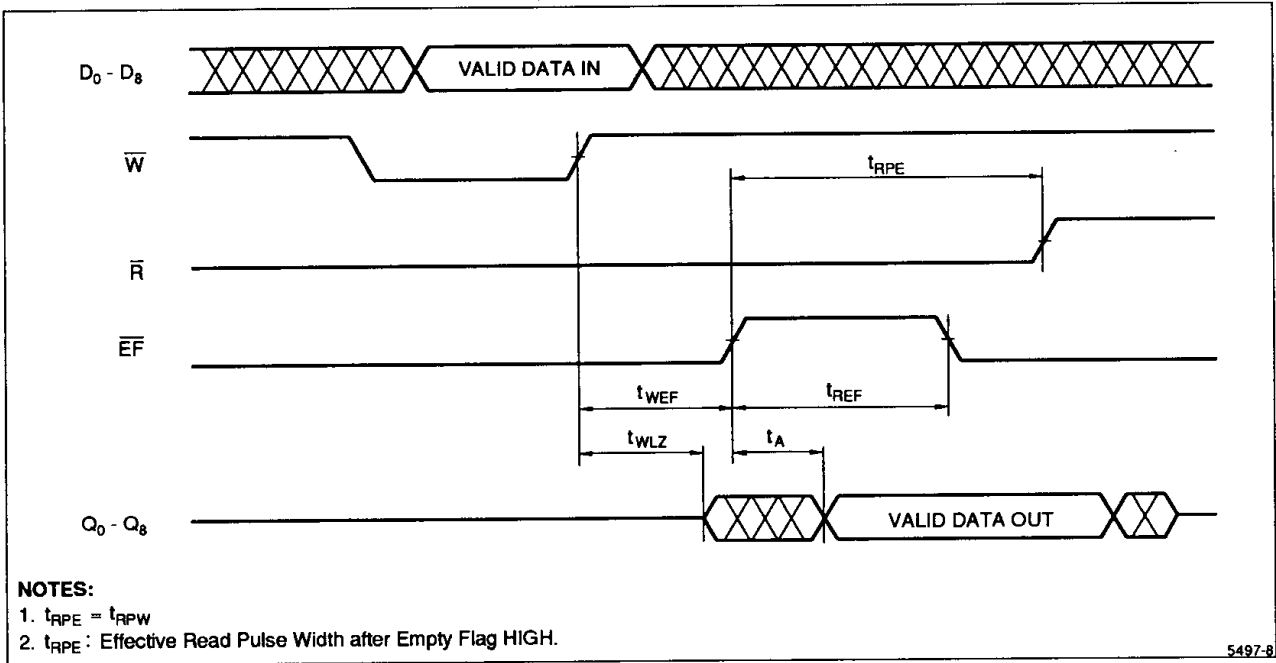 D₀ - D₈
VALID DATA IN
W̅
tRPE
R̅
E̅F̅
tWEF
tREF
tWLZ
tA
Q₀ - Q₈
VALID DATA OUT
NOTES:
1. tRPE = tRPW
2. tRPE : Effective Read Pulse Width after Empty Flag HIGH.
5497-8